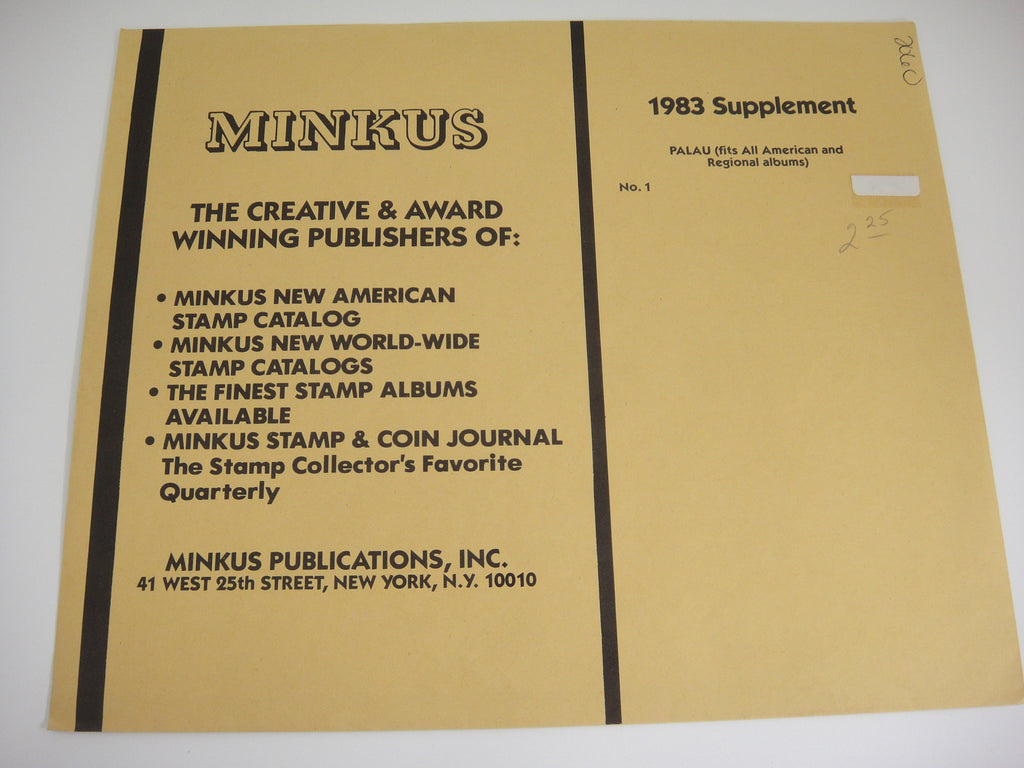 MINKUS
THE CREATIVE & AWARD
WINNING PUBLISHERS OF:
• MINKUS NEW AMERICAN
STAMP CATALOG
• MINKUS NEW WORLD-WIDE
STAMP CATALOGS
• THE FINEST STAMP ALBUMS
AVAILABLE
• MINKUS STAMP & COIN JOURNAL
The Stamp Collector's Favorite
Quarterly
MINKUS PUBLICATIONS, INC.
41 WEST 25th STREET, NEW YORK, N.Y. 10010
1983 Supplement
PALAU (fits All American and
Regional albums)
No. 1
2 25